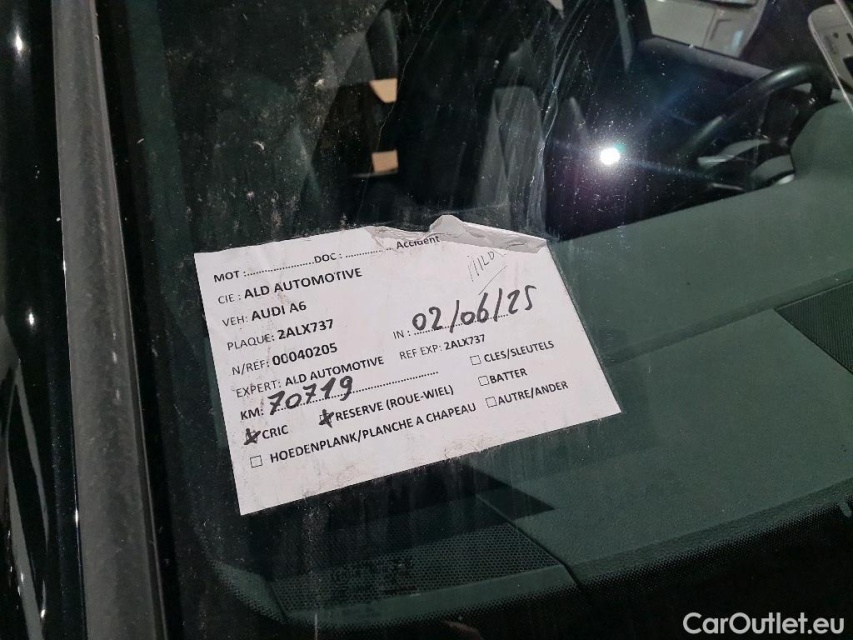 MOT :....................DOC :.............. Accident
CIE : ALD AUTOMOTIVE
VEH: AUDI A6
PLAQUE: 2ALX737
IN : 02/06/25
N/REF: 00040205
REF EXP: 2ALX737
EXPERT: ALD AUTOMOTIVE
KM: 70719
☐ CLES/SLEUTELS
☒ CRIC ☒ RESERVE (ROUE-WIEL) ☐ BATTER
☐ HOEDENPLANK/PLANCHE A CHAPEAU ☐ AUTRE/ANDER
CarOutlet.eu